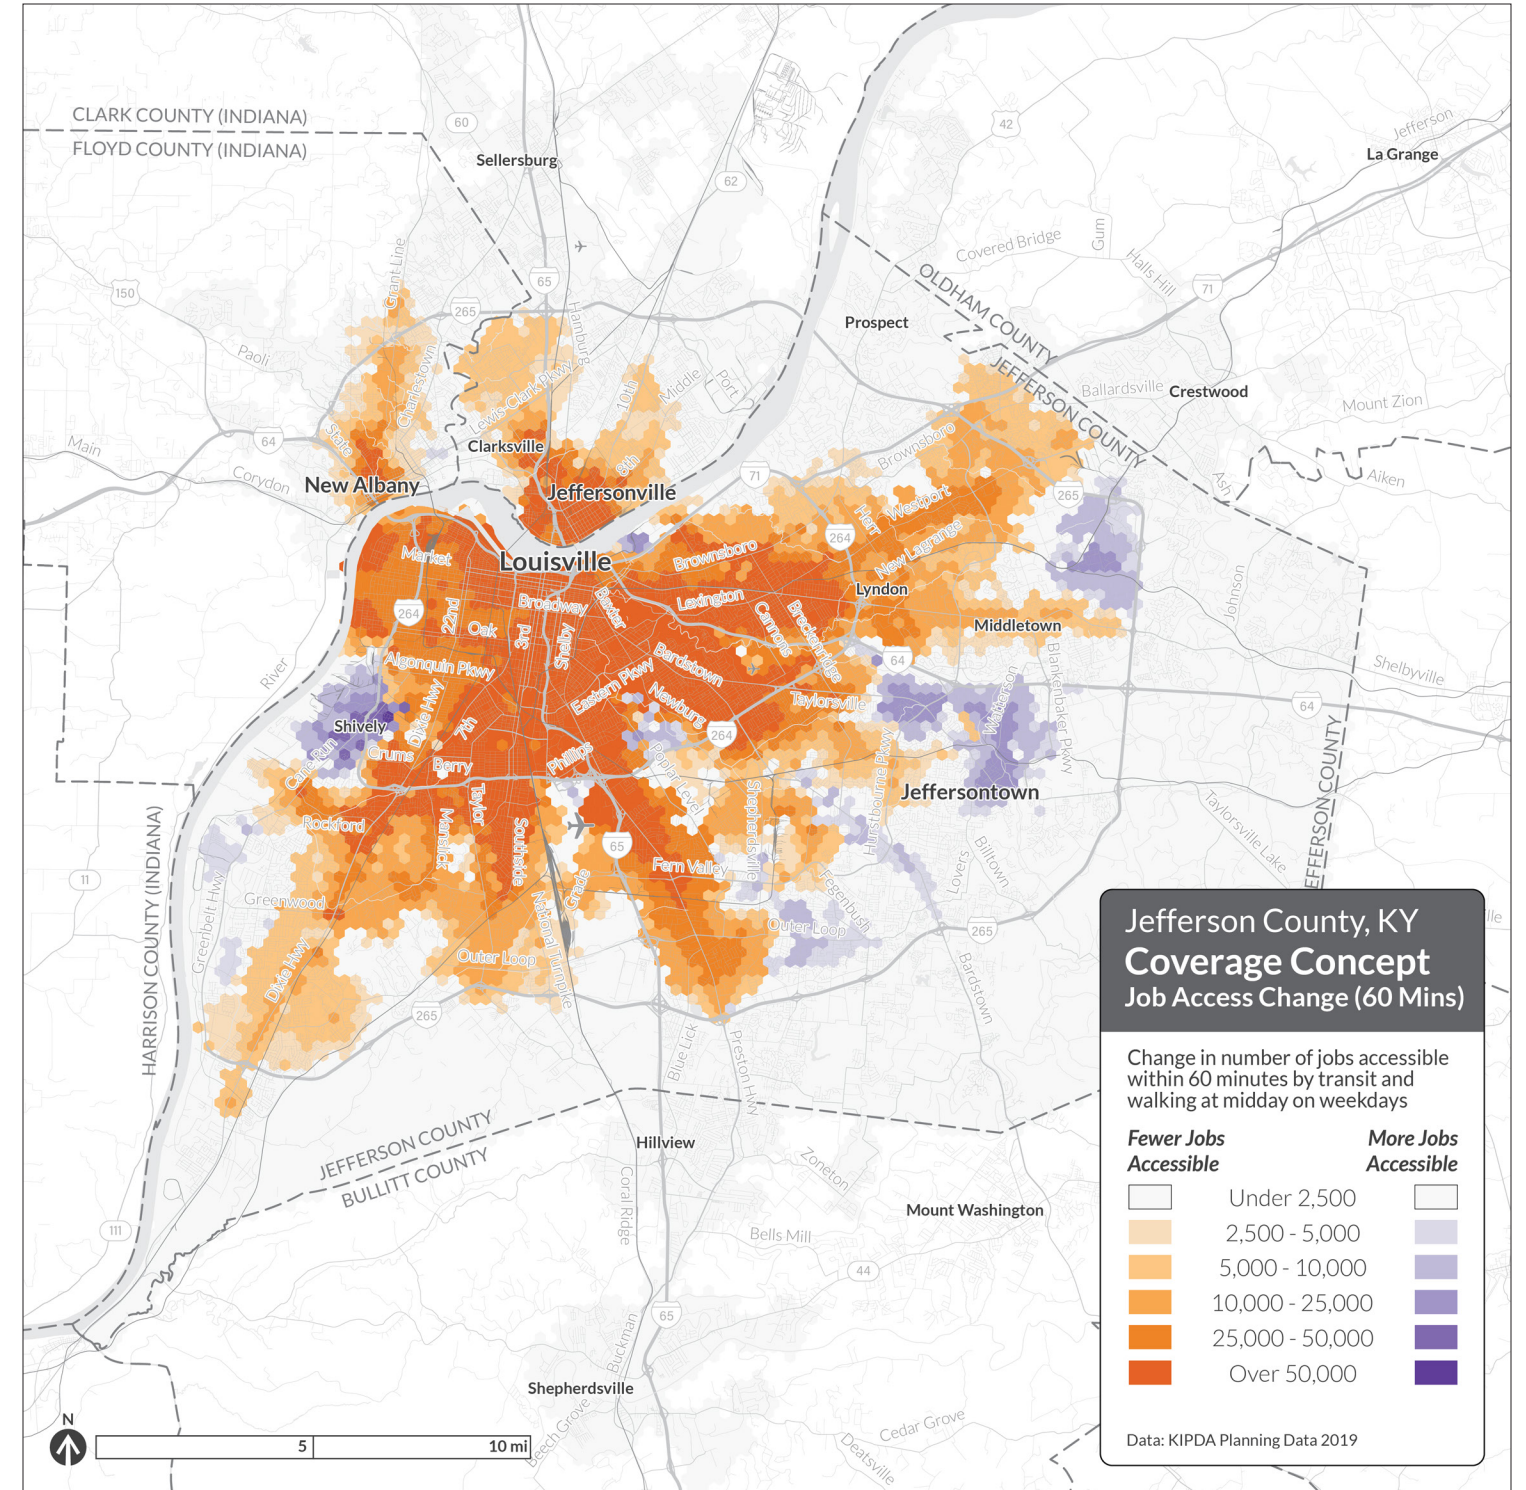 CLARK COUNTY (INDIANA)
FLOYD COUNTY (INDIANA)
60
Sellersburg
62
42
Jefferson
La Grange
Covered Bridge
Gum
Halls Hill
71
OLDHAM COUNTY
JEFFERSON COUNTY
Prospect
Ballardsville
Crestwood
Mount Zion
150
Grant Line
65
265
Hamburg
Paoli
Charlestown
Lewis-Clark Pkwy
10th
Middle
Port
64
State
Main
Corydon
Clarksville
8th
New Albany
Jeffersonville
71
Brownsboro
265
Ash
Aiken
Herr
Westport
264
New Lagrange
Louisville
Market
Brownsboro
Lyndon
Johnson
264
22nd
Oak
Broadway
3rd
Shelby
Baxter
Lexington
Cannons
Breckenridge
Middletown
Algonquin Pkwy
Bardstown
Eastern Pkwy
Newburg
64
Blankenbaker Pkwy
Shelbyville
64
River
Shively
Dixie Hwy
7th
Taylorsville
Watterson
264
Cane Run
Crums
Berry
Phillips
Poplar Level
Hurstbourne Pkwy
Jeffersontown
JEFFERSON COUNTY
Taylorsville Lake
Rockford
Manslick
Taylor
Southside
65
Shepherdsville
Fern Valley
Fegenbush
Lovers
Billtown
11
HARRISON COUNTY (INDIANA)
Greenbelt Hwy
Greenwood
Dixie Hwy
Grade
National Turnpike
Outer Loop
Outer Loop
265
265
Bardstown
Blue Lick
Preston Hwy
JEFFERSON COUNTY
BULLITT COUNTY
Hillview
Coral Ridge
Zoneton
Mount Washington
Bells Mill
44
111
65
Buckman
Shepherdsville
Beech Grove
Cedar Grove
Deatsville
N
5
10 mi
Jefferson County, KY
Coverage Concept
Job Access Change (60 Mins)
Change in number of jobs accessible
within 60 minutes by transit and
walking at midday on weekdays
Fewer Jobs
Accessible
More Jobs
Accessible
Under 2,500
2,500 - 5,000
5,000 - 10,000
10,000 - 25,000
25,000 - 50,000
Over 50,000
Data: KIPDA Planning Data 2019